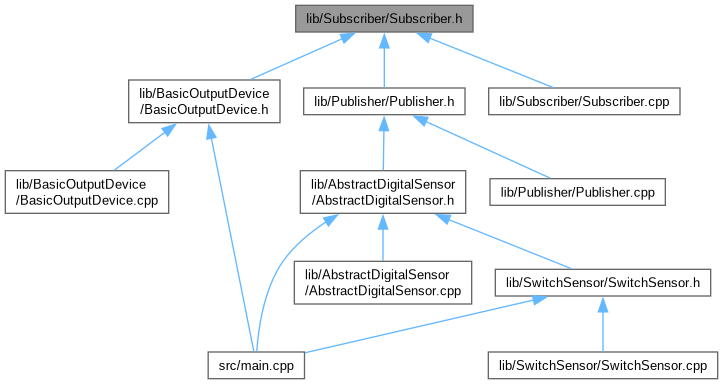 lib/Subscriber/Subscriber.h
lib/BasicOutputDevice
/BasicOutputDevice.h
lib/Publisher/Publisher.h
lib/Subscriber/Subscriber.cpp
lib/BasicOutputDevice
/BasicOutputDevice.cpp
lib/AbstractDigitalSensor
/AbstractDigitalSensor.h
lib/Publisher/Publisher.cpp
lib/AbstractDigitalSensor
/AbstractDigitalSensor.cpp
lib/SwitchSensor/SwitchSensor.h
src/main.cpp
lib/SwitchSensor/SwitchSensor.cpp